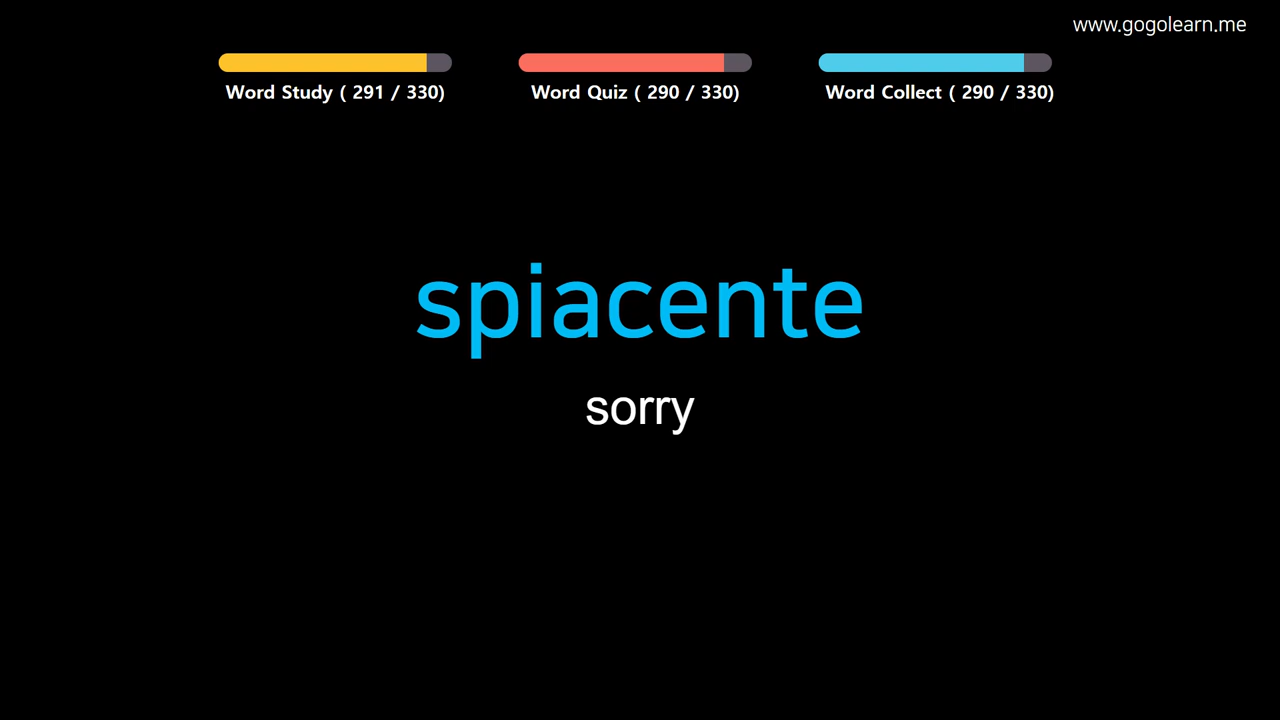 www.gogolearn.me
Word Study ( 291 / 330)
Word Quiz ( 290 / 330)
Word Collect ( 290 / 330)
spiacente
sorry